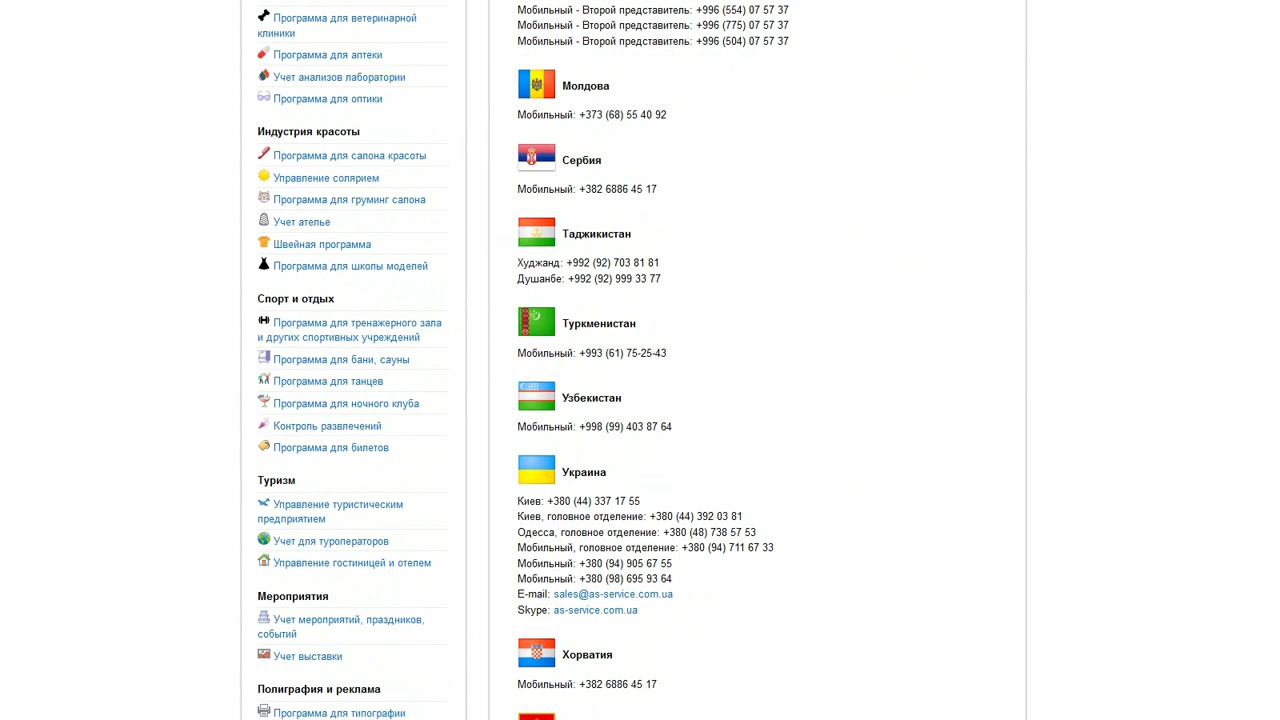 Программа для ветеринарной
клиники
Программа для аптеки
Учет анализов лаборатории
Программа для оптики
Индустрия красоты
Программа для салона красоты
Управление солярием
Программа для груминг салона
Учет ателье
Швейная программа
Программа для школы моделей
Спорт и отдых
Программа для тренажерного зала
и других спортивных учреждений
Программа для бани, сауны
Программа для танцев
Программа для ночного клуба
Контроль развлечений
Программа для билетов
Туризм
Управление туристическим
предприятием
Учет для туроператоров
Управление гостиницей и отелем
Мероприятия
Учет мероприятий, праздников,
событий
Учет выставки
Полиграфия и реклама
Программа для типографии
Мобильный - Второй представитель: +996 (554) 07 57 37
Мобильный - Второй представитель: +996 (775) 07 57 37
Мобильный - Второй представитель: +996 (504) 07 57 37
Молдова
Мобильный: +373 (68) 55 40 92
Сербия
Мобильный: +382 6886 45 17
Таджикистан
Худжанд: +992 (92) 703 81 81
Душанбе: +992 (92) 999 33 77
Туркменистан
Мобильный: +993 (61) 75-25-43
Узбекистан
Мобильный: +998 (99) 403 87 64
Украина
Киев: +380 (44) 337 17 55
Киев, головное отделение: +380 (44) 392 03 81
Одесса, головное отделение: +380 (48) 738 57 53
Мобильный, головное отделение: +380 (94) 711 67 33
Мобильный: +380 (94) 905 67 55
Мобильный: +380 (98) 695 93 64
E-mail: sales@as-service.com.ua
Skype: as-service.com.ua
Хорватия
Мобильный: +382 6886 45 17